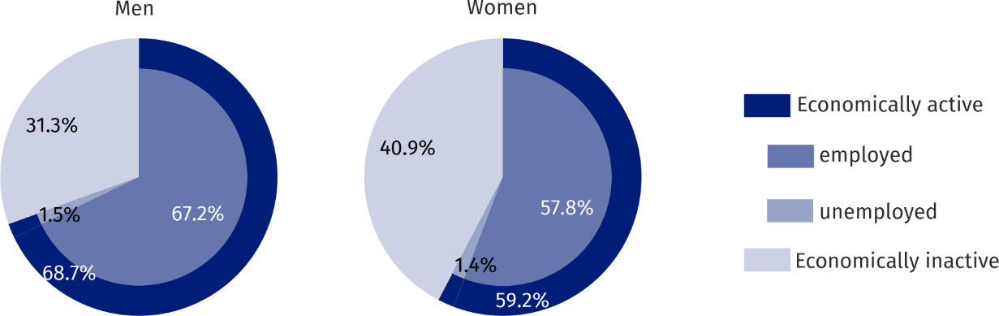 Men
31.3%
1.5%
67.2%
68.7%
Women
40.9%
57.8%
1.4%
59.2%
Economically active
employed
unemployed
Economically inactive